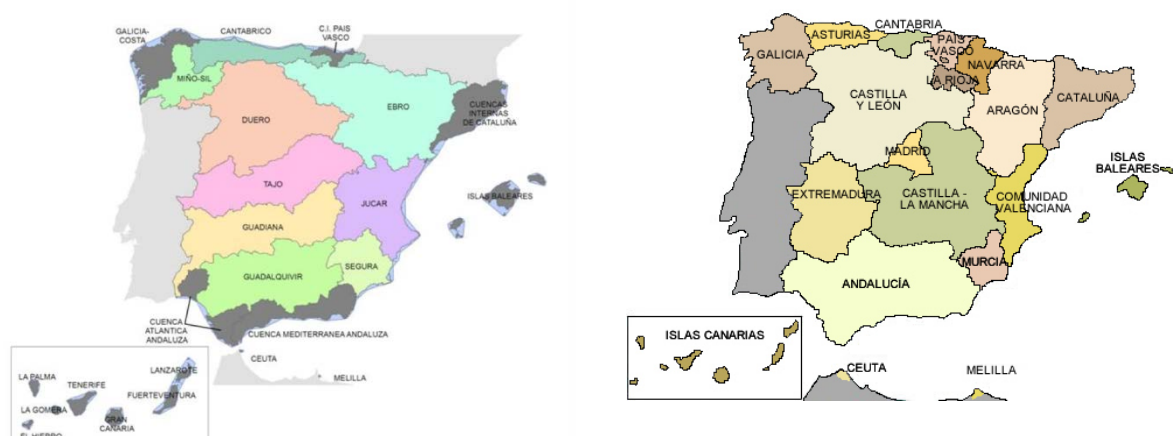 GALICIA-
COSTA
CANTABRICO
C.I. PAIS
VASCO
MIÑO-SIL
DUERO
EBRO
CUENCAS
INTERNAS
DE CATALUÑA
TAJO
JUCAR
ISLAS BALEARES
GUADIANA
SEGURA
GUADALQUIVIR
CUENCA
ATLANTICA
ANDALUZA
CUENCA MEDITERRANEA ANDALUZA
CEUTA
MELILLA
LA PALMA
TENERIFE
LANZAROTE
FUERTEVENTURA
LA GOMERA
GRAN
CANARIA
EL HIERRO
CANTABRIA
ASTURIAS
GALICIA
PAÍS
VASCO
NAVARRA
LA RIOJA
CASTILLA
Y LEÓN
ARAGÓN
CATALUÑA
MADRID
ISLAS
BALEARES
EXTREMADURA
CASTILLA -
LA MANCHA
COMUNIDAD
VALENCIANA
MURCIA
ANDALUCÍA
ISLAS CANARIAS
CEUTA
MELILLA